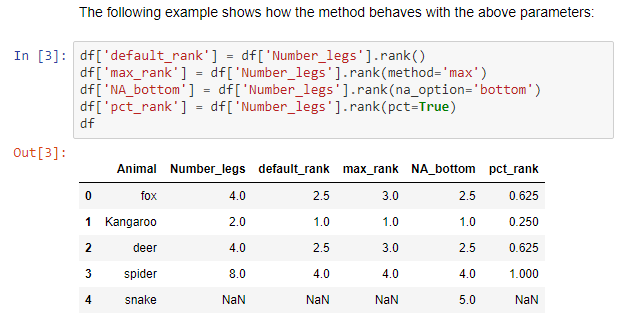 The following example shows how the method behaves with the above parameters:
In [3]: df['default_rank'] = df['Number_legs'].rank()
df['max_rank'] = df['Number_legs'].rank(method='max')
df['NA_bottom'] = df['Number_legs'].rank(na_option='bottom')
df['pct_rank'] = df['Number_legs'].rank(pct=True)
df
Out[3]:
Animal Number_legs default_rank max_rank NA_bottom pct_rank
0 fox 4.0 2.5 3.0 2.5 0.625
1 Kangaroo 2.0 1.0 1.0 1.0 0.250
2 deer 4.0 2.5 3.0 2.5 0.625
3 spider 8.0 4.0 4.0 4.0 1.000
4 snake NaN NaN NaN 5.0 NaN